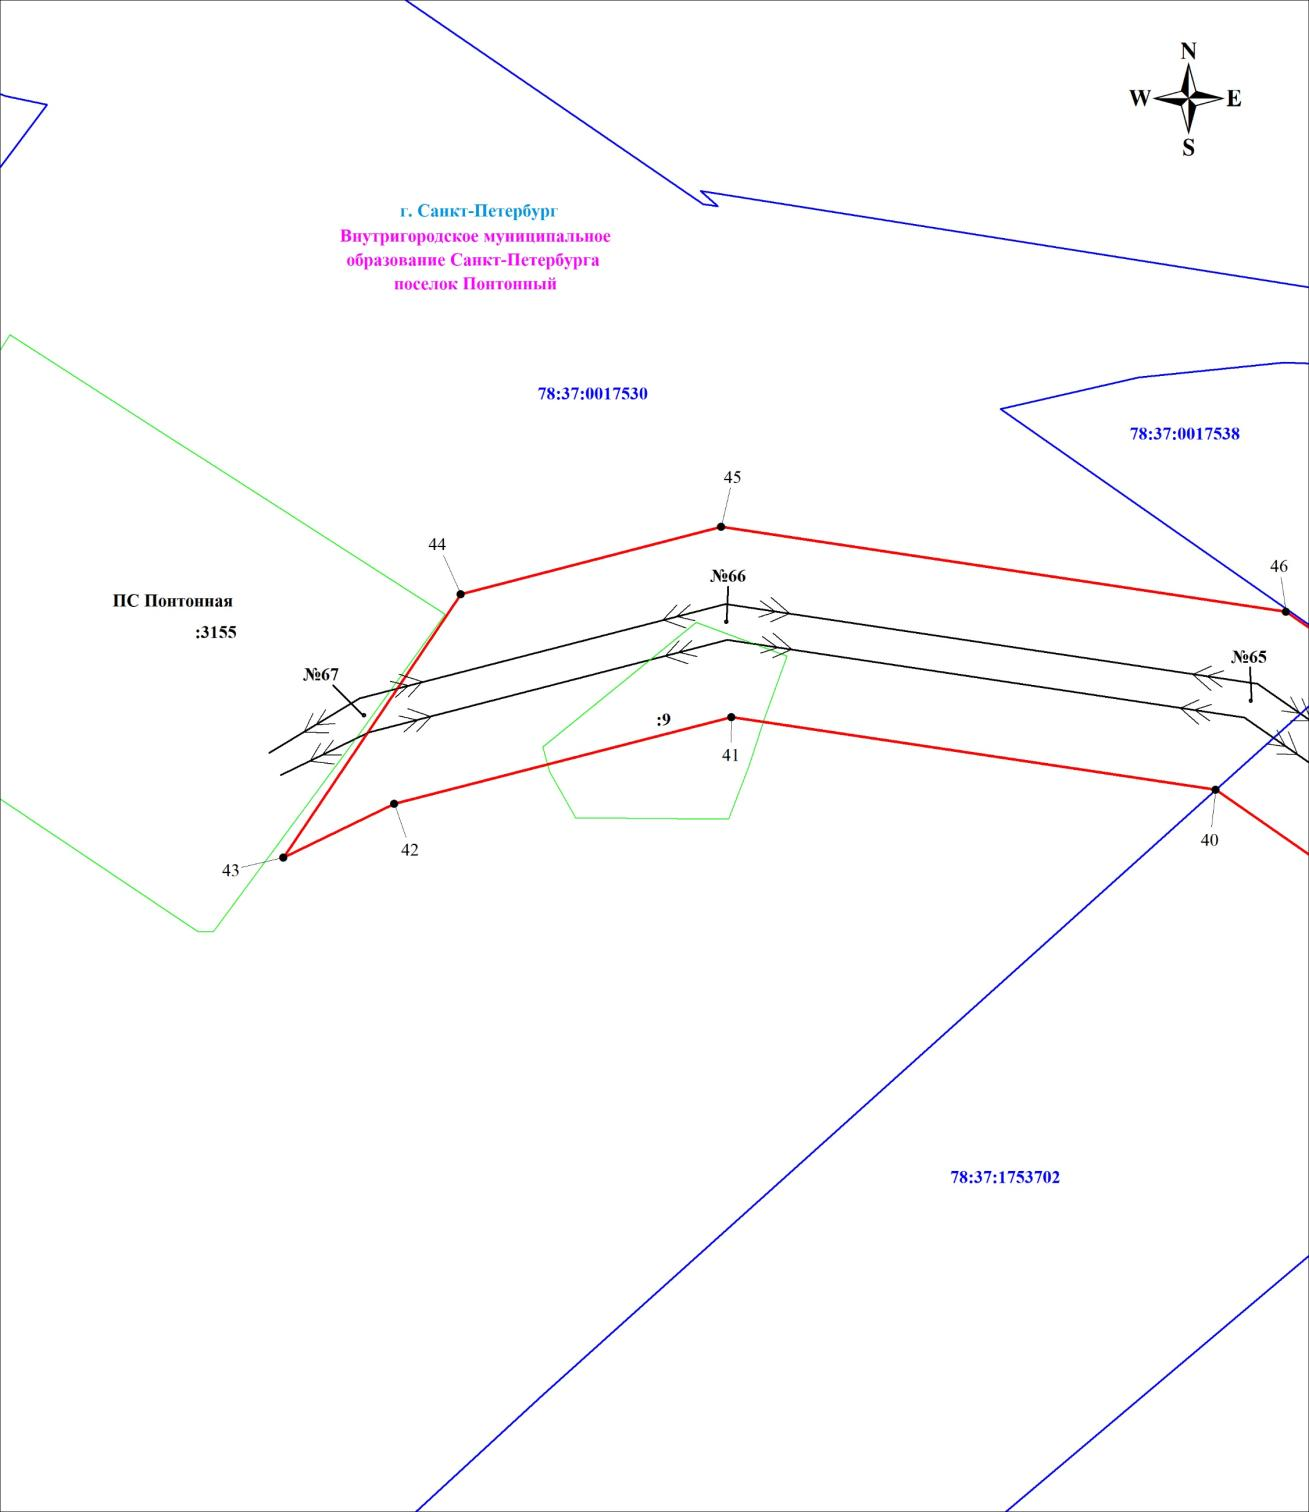 N
W E
S
г. Санкт-Петербург
Внутригородское муниципальное
образование Санкт-Петербурга
поселок Понтонный
78:37:0017530
78:37:0017538
45
44
46
№66
ПС Понтонная
:3155
№65
№67
:9
41
40
42
43
78:37:1753702